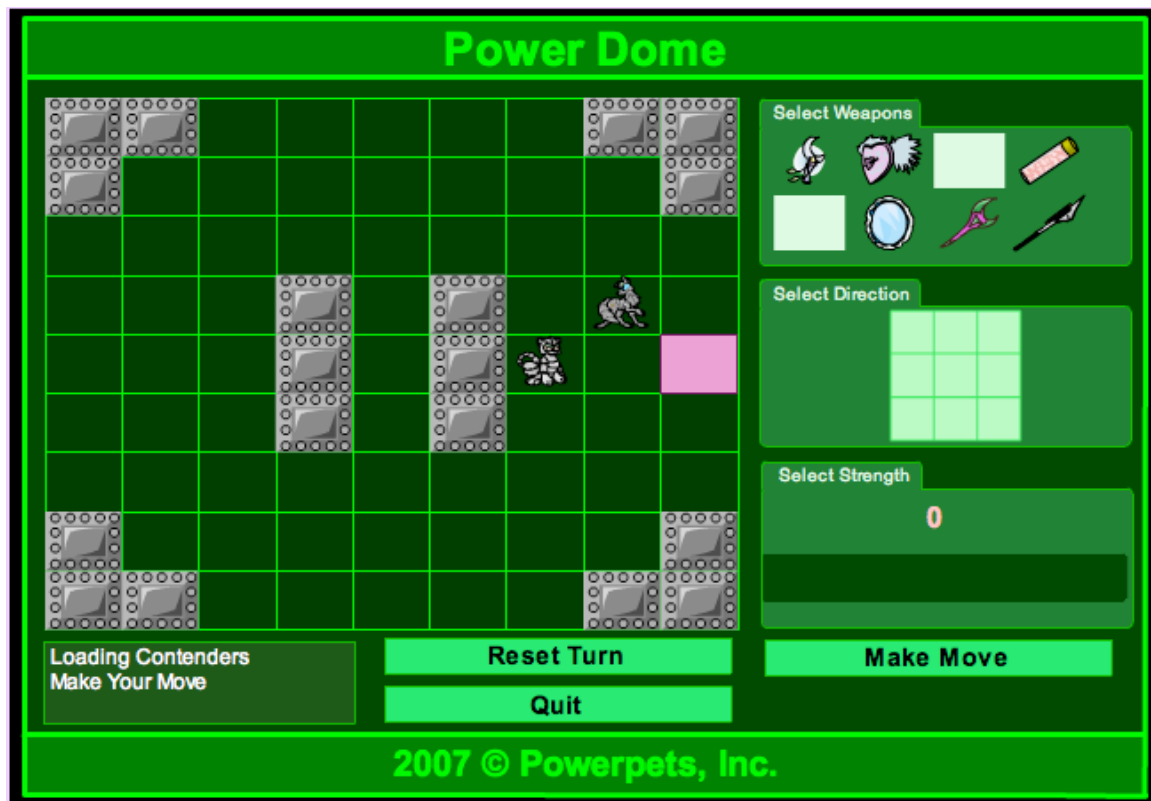 Power Dome
Select Weapons
Select Direction
Select Strength
0
Loading Contenders
Make Your Move
Reset Turn
Quit
Make Move
2007 © Powerpets, Inc.